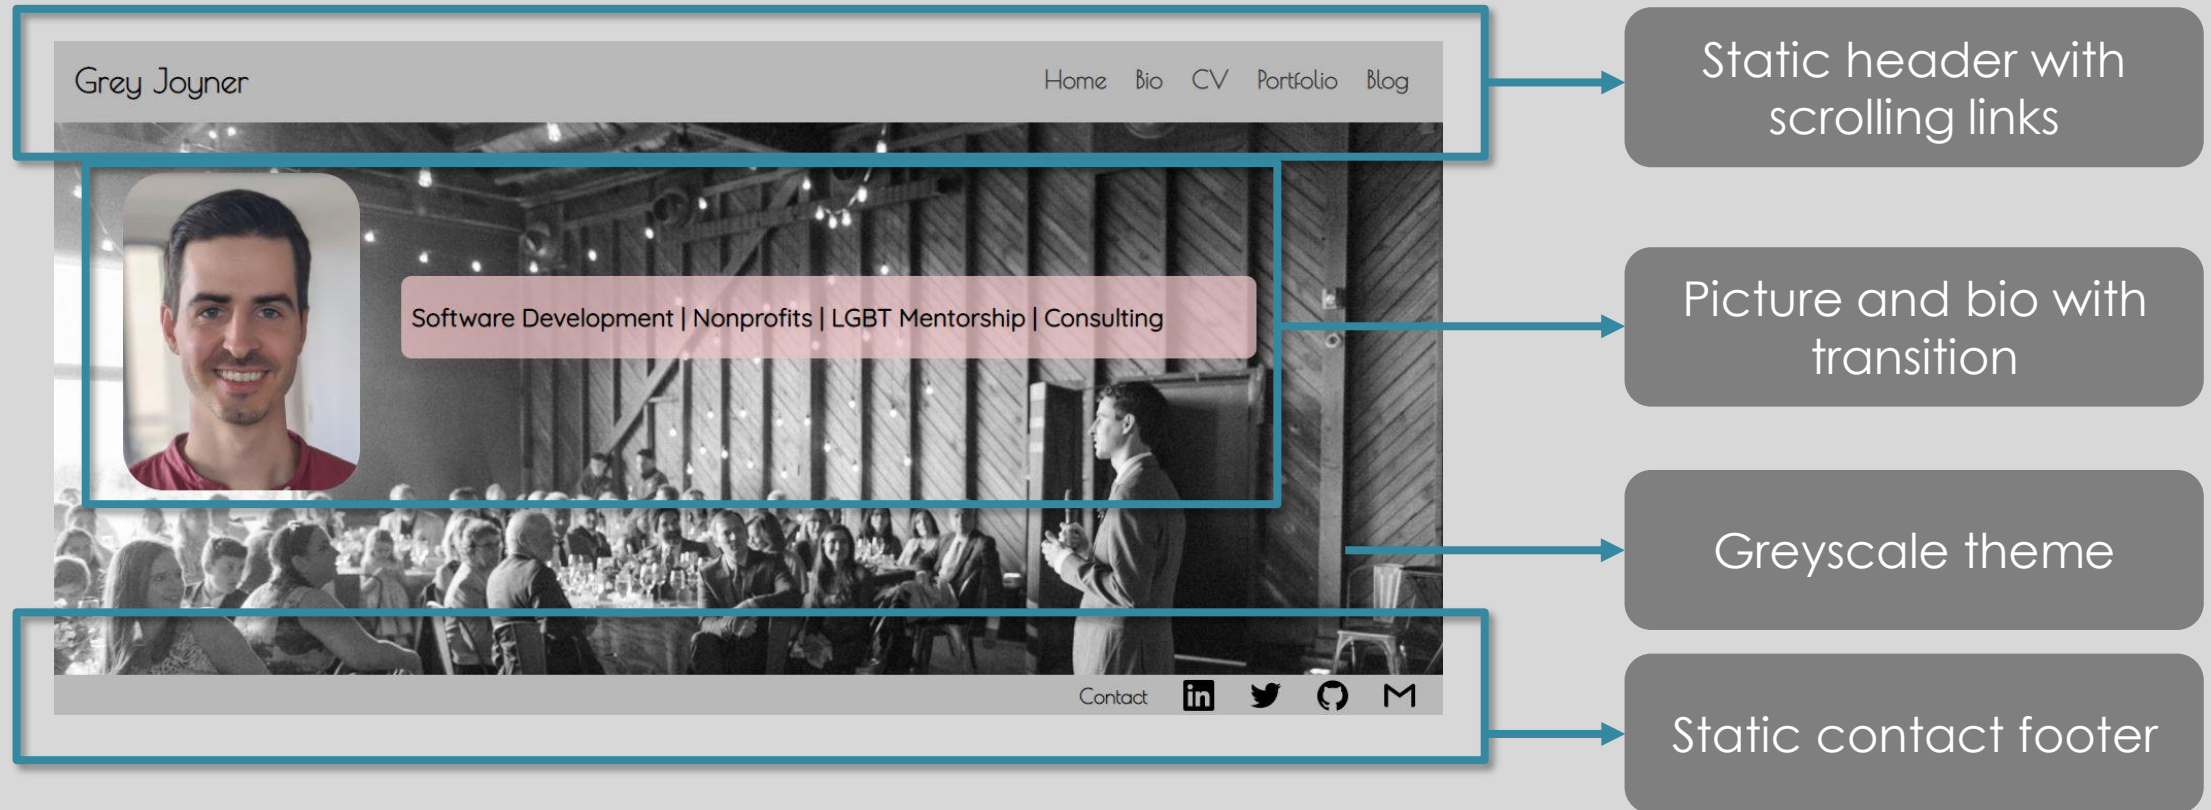 Grey Joyner
Home Bio CV Portfolio Blog
Software Development | Nonprofits | LGBT Mentorship | Consulting
Contact in M
Static header with
scrolling links
Picture and bio with
transition
Greyscale theme
Static contact footer